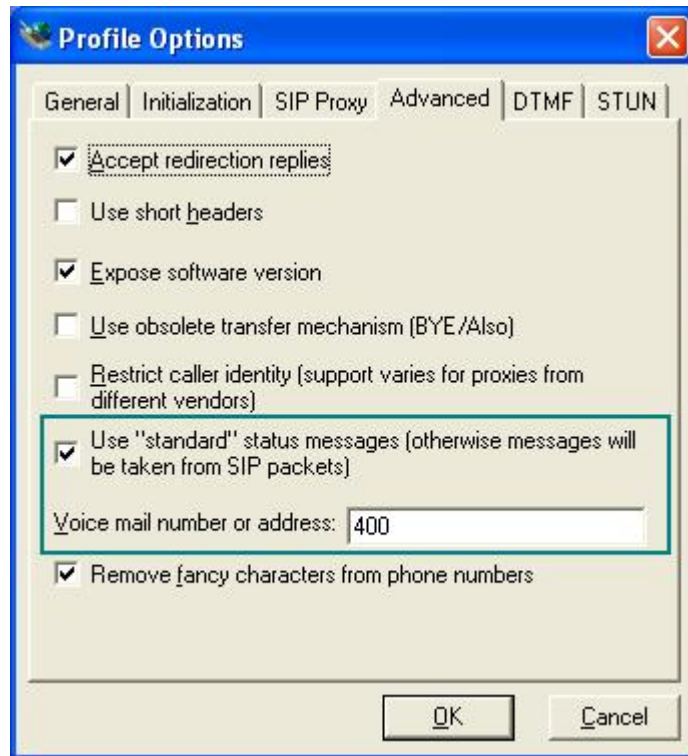 Profile Options
General Initialization SIP Proxy Advanced DTMF STUN
Accept redirection replies
Use short headers
Expose software version
Use obsolete transfer mechanism (BYE/Also)
Restrict caller identity (support varies for proxies from
different vendors)
Use "standard" status messages (otherwise messages will
be taken from SIP packets)
Voice mail number or address: 400
Remove fancy characters from phone numbers
OK Cancel